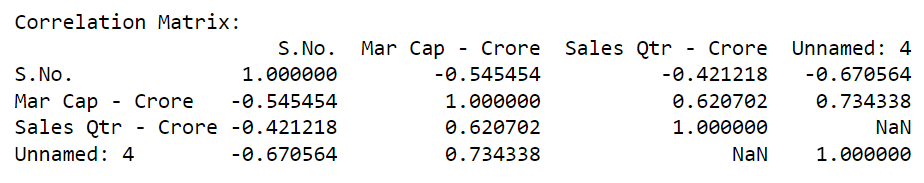 Correlation Matrix:
S.No. Mar Cap - Crore Sales Qtr - Crore Unnamed: 4
S.No. 1.000000 -0.545454 -0.421218 -0.670564
Mar Cap - Crore -0.545454 1.000000 0.620702 0.734338
Sales Qtr - Crore -0.421218 0.620702 1.000000 NaN
Unnamed: 4 -0.670564 0.734338 NaN 1.000000